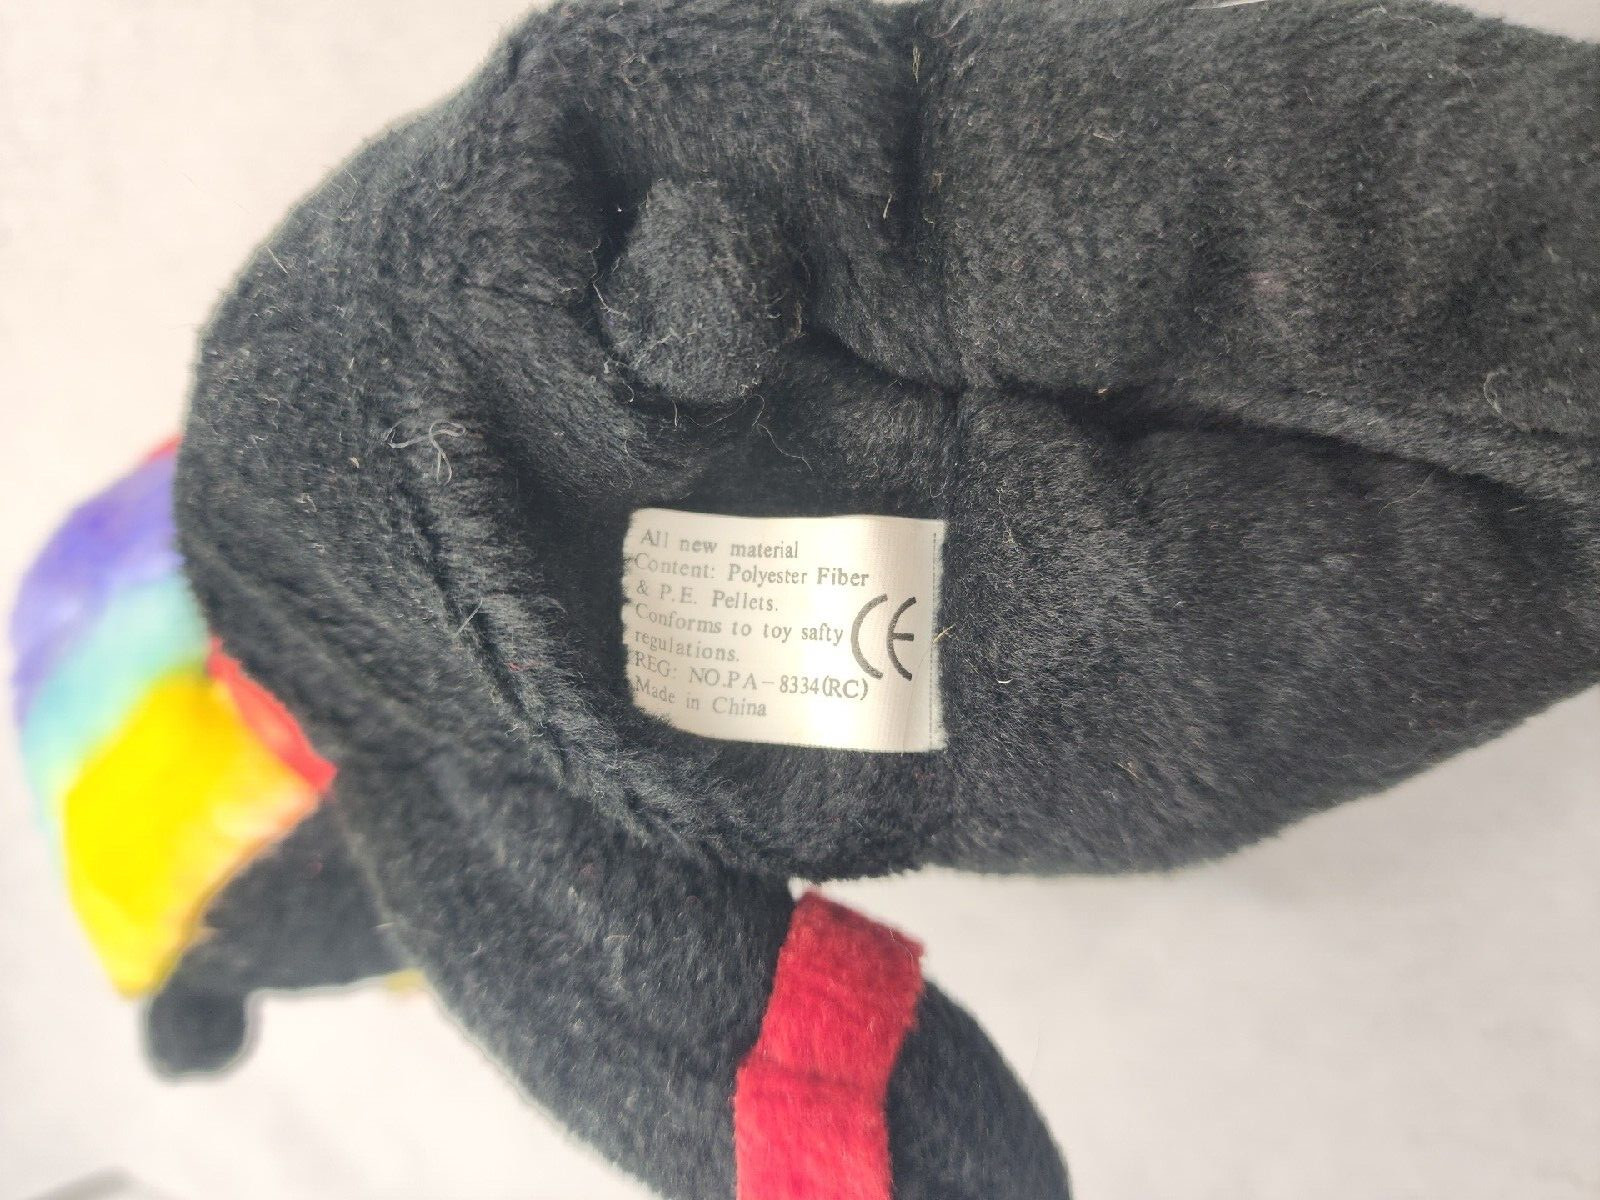 All new material
Content: Polyester Fiber
& P.E. Pellets.
Conforms to toy safty
regulations.
REG: NO.PA-8334(RC)
Made in China
CE